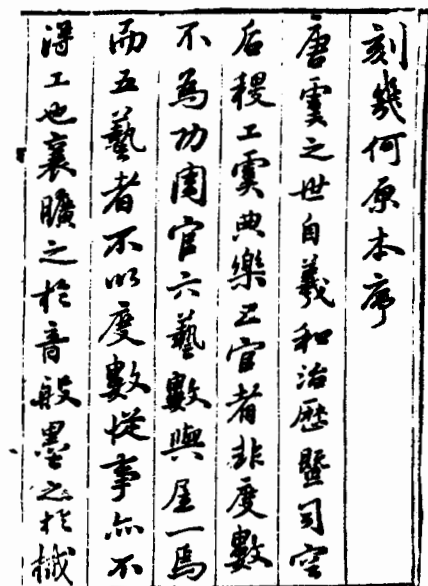 刻幾何原本序
唐虞之世自羲和治厯暨司空
后稷工虞典樂五官者非度數
不為功周官六藝數與居一焉
而五藝者不以度數從事亦不
得工也襄曠之於音般墨之於械